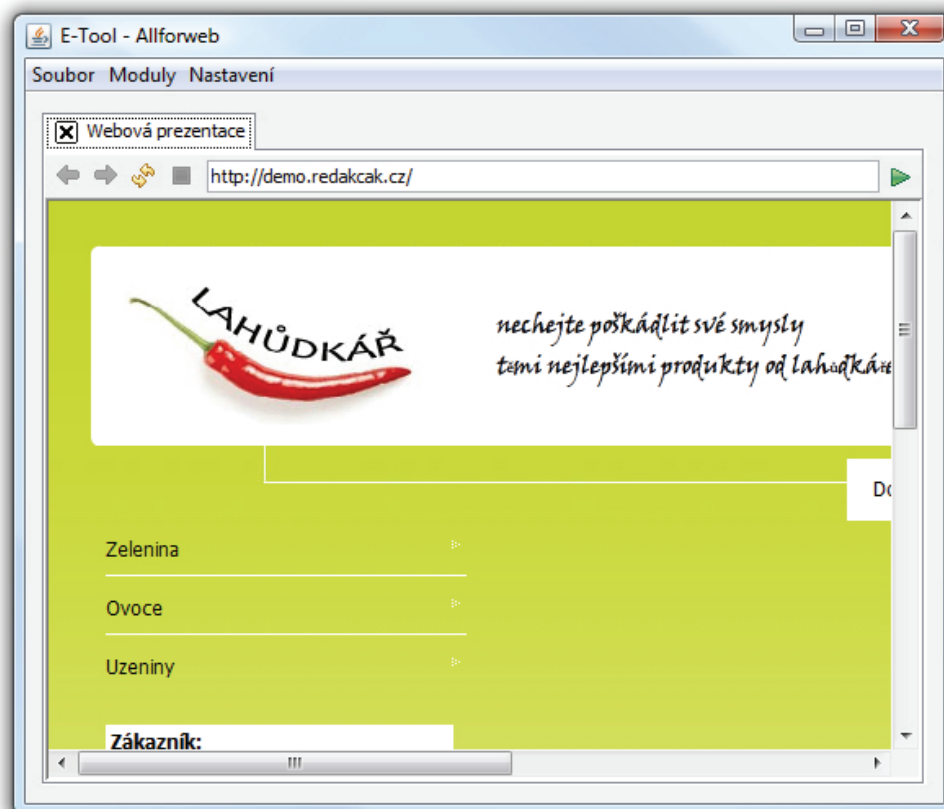 E-Tool - Allforweb
Soubor Moduly Nastavení
Webová prezentace
http://demo.redakcak.cz/
LAHŮDKÁŘ
nechejte poškádlit své smysly
těmi nejlepšími produkty od lahůdkáře
Zelenina
Ovoce
Uzeniny
Zákazník: